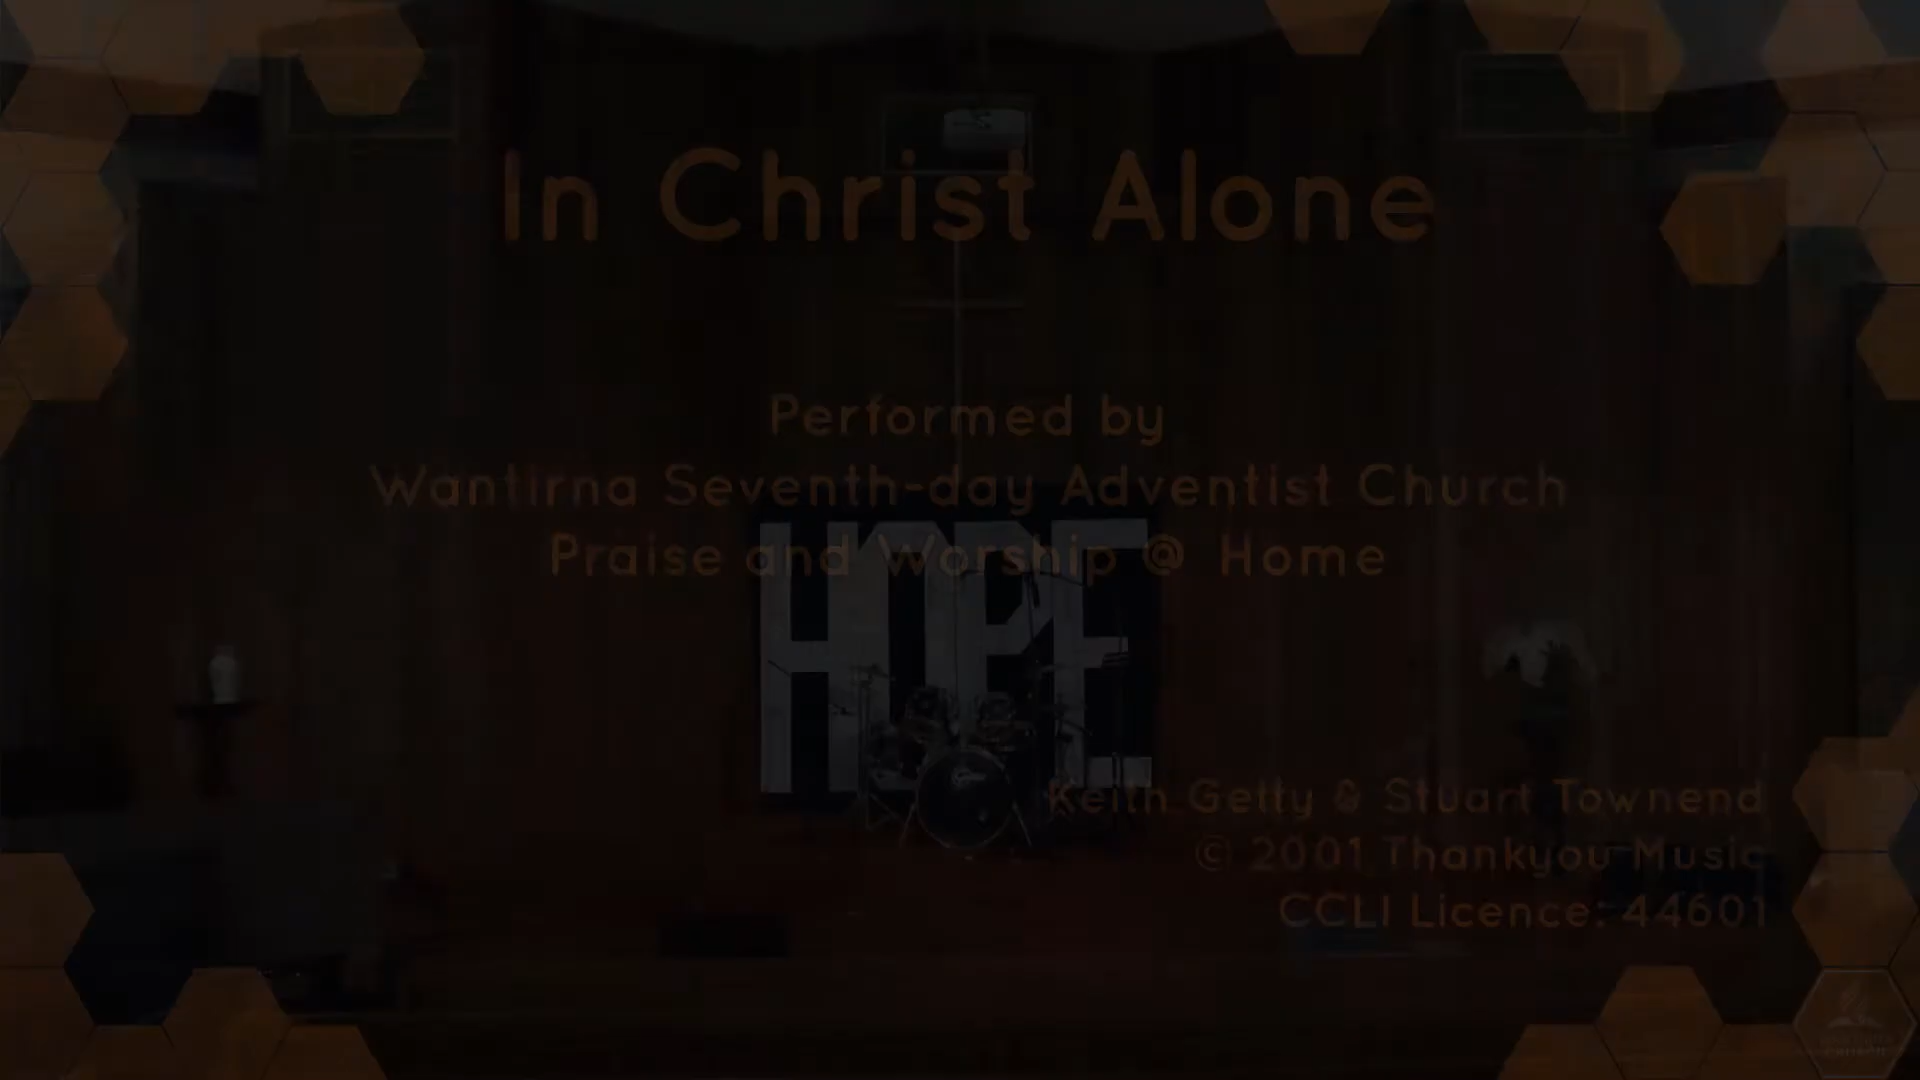 In Christ Alone
Performed by
Wantirna Seventh-day Adventist Church
Praise and Worship @ Home
HOPE
Keith Getty & Stuart Townend
© 2001 Thankyou Music
CCLI Licence: 44601